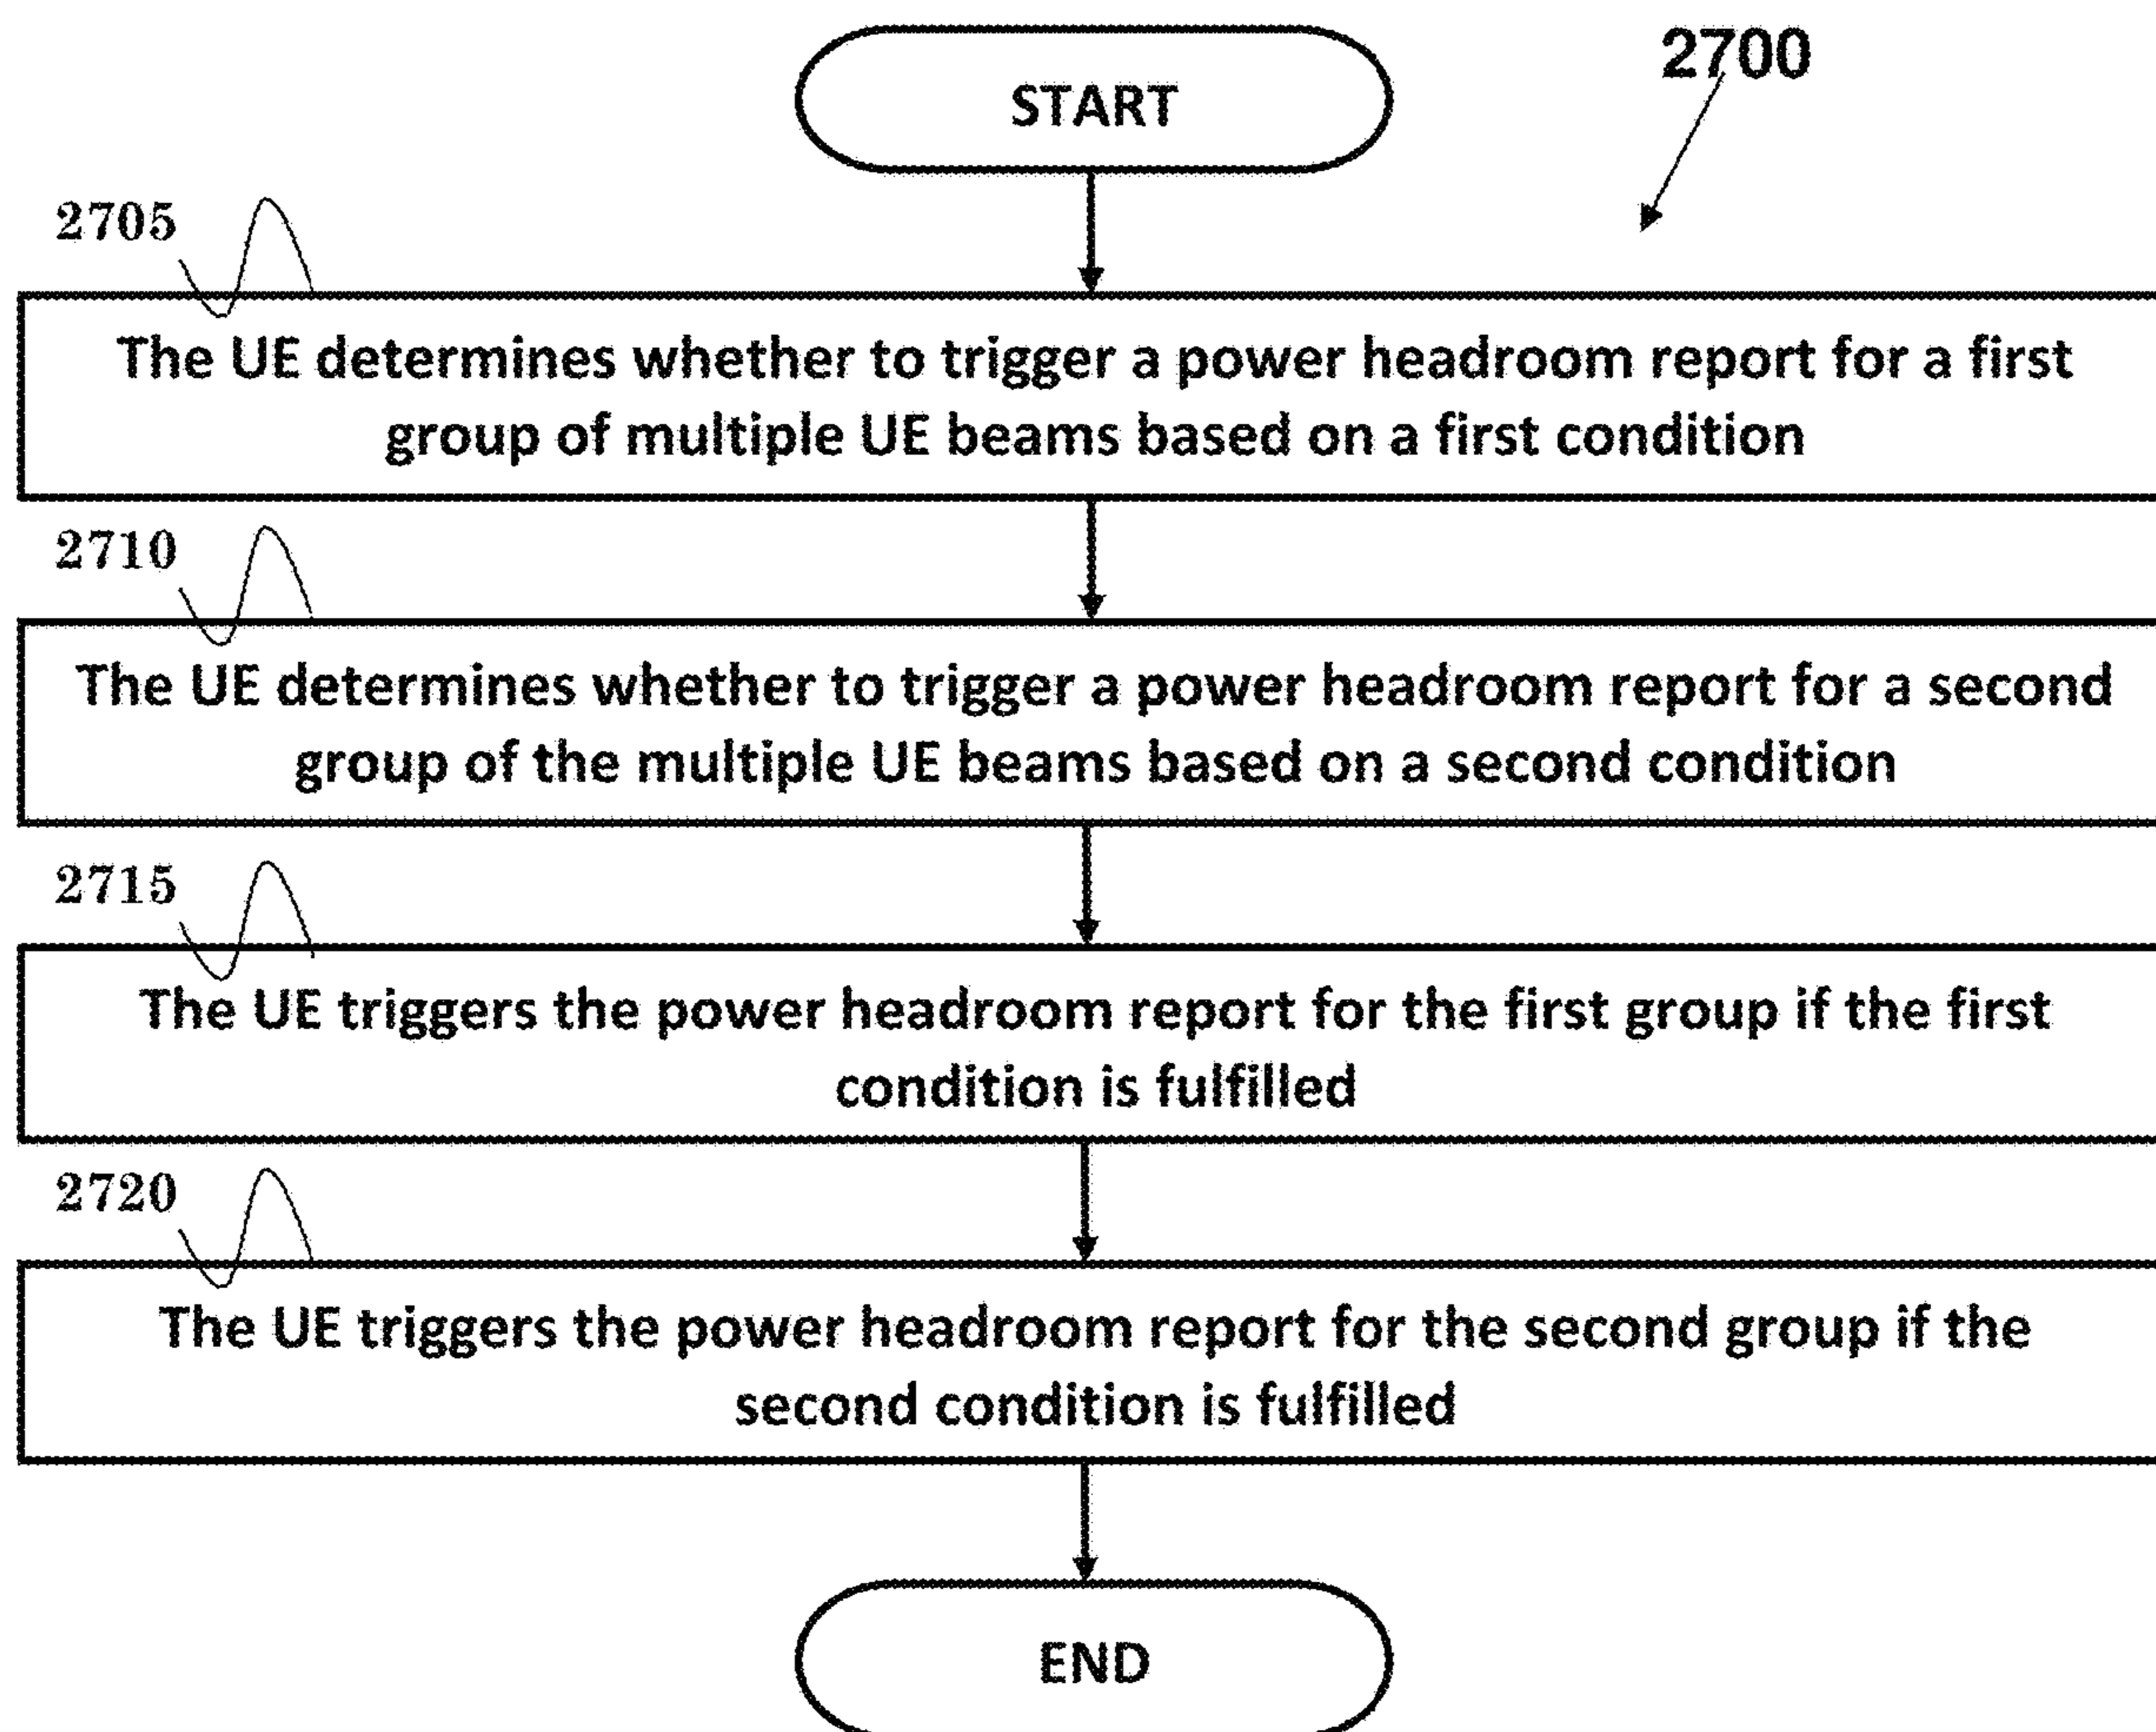 START
2700
2705
The UE determines whether to trigger a power headroom report for a first
group of multiple UE beams based on a first condition
2710
The UE determines whether to trigger a power headroom report for a second
group of the multiple UE beams based on a second condition
2715
The UE triggers the power headroom report for the first group if the first
condition is fulfilled
2720
The UE triggers the power headroom report for the second group if the
second condition is fulfilled
END